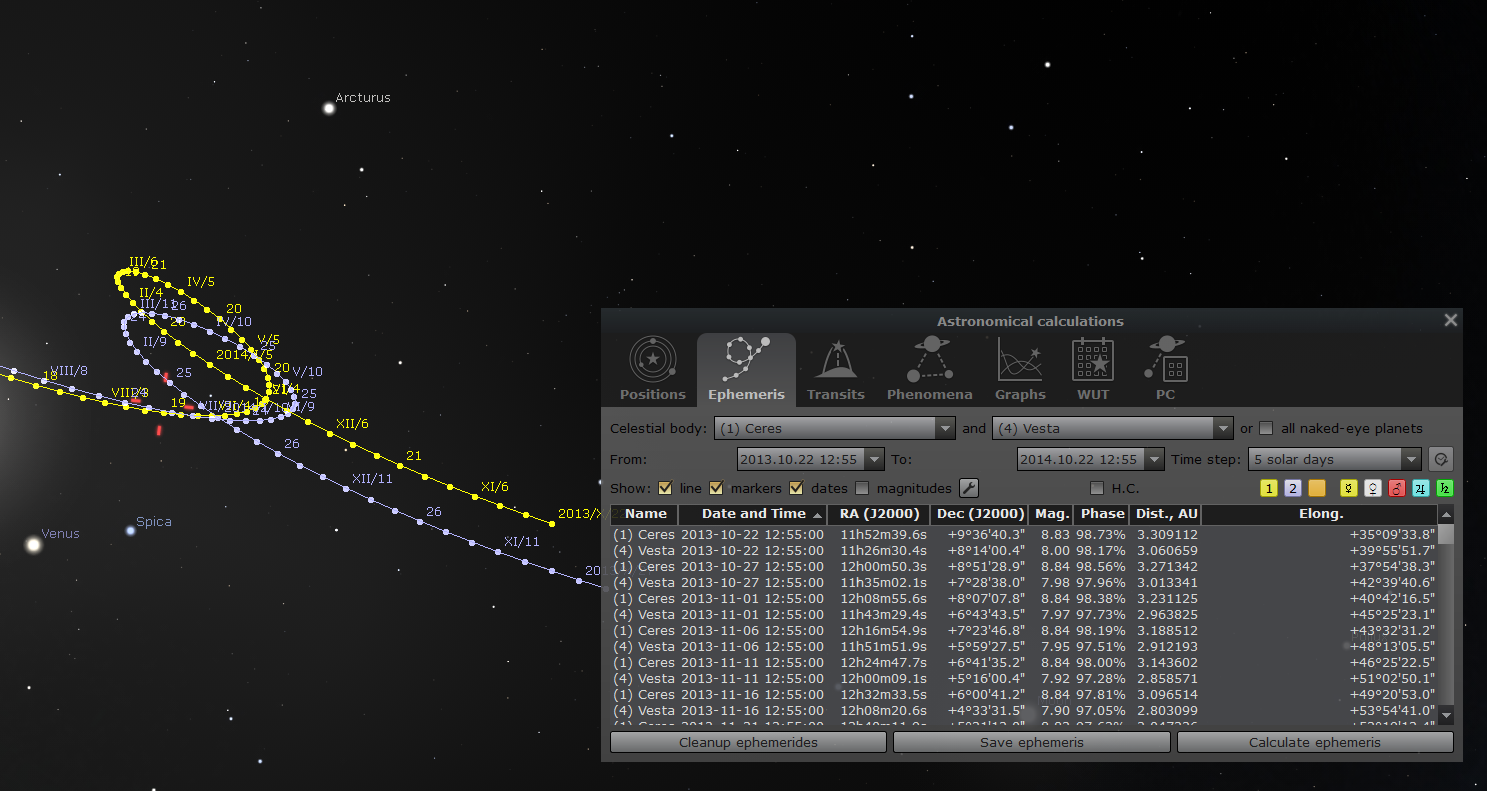 Arcturus
III/6
21
IV/5
II/4
20
III/11
26
IV/10
20
V/5
II/9
2014/I/5
25
20
V/10
VIII/8
18
25
25
19
XII/6
26
21
XII/11
XI/6
26
XI/11
Venus
Spica
Astronomical calculations
Positions Ephemeris Transits Phenomena Graphs WUT PC
Celestial body: (1) Ceres and (4) Vesta or all naked-eye planets
From: 2013.10.22 12:55 To: 2014.10.22 12:55 Time step: 5 solar days
Show: line markers dates magnitudes H.C. 1 2 ☿ ♀ ♂ ♃ ♄
Name Date and Time RA (J2000) Dec (J2000) Mag. Phase Dist., AU Elong.
(1) Ceres 2013-10-22 12:55:00 11h52m39.6s +9°36'40.3" 8.83 98.73% 3.309112 +35°09'33.8"
(4) Vesta 2013-10-22 12:55:00 11h26m30.4s +8°14'00.4" 8.00 98.17% 3.060659 +39°55'51.7"
(1) Ceres 2013-10-27 12:55:00 12h00m50.3s +8°51'28.9" 8.84 98.56% 3.271342 +37°54'38.3"
(4) Vesta 2013-10-27 12:55:00 11h35m02.1s +7°28'38.0" 7.98 97.96% 3.013341 +42°39'40.6"
(1) Ceres 2013-11-01 12:55:00 12h08m55.6s +8°07'07.8" 8.84 98.38% 3.231125 +40°42'16.5"
(4) Vesta 2013-11-01 12:55:00 11h43m29.4s +6°43'43.5" 7.97 97.73% 2.963825 +45°25'23.1"
(1) Ceres 2013-11-06 12:55:00 12h16m54.9s +7°23'46.8" 8.84 98.19% 3.188512 +43°32'31.2"
(4) Vesta 2013-11-06 12:55:00 11h51m51.9s +5°59'27.5" 7.95 97.51% 2.912193 +48°13'05.5"
(1) Ceres 2013-11-11 12:55:00 12h24m47.7s +6°41'35.2" 8.84 98.00% 3.143602 +46°25'22.5"
(4) Vesta 2013-11-11 12:55:00 12h00m09.1s +5°16'00.4" 7.92 97.28% 2.858571 +51°02'50.1"
(1) Ceres 2013-11-16 12:55:00 12h32m33.5s +6°00'41.2" 8.84 97.81% 3.096514 +49°20'53.0"
(4) Vesta 2013-11-16 12:55:00 12h08m20.6s +4°33'31.5" 7.90 97.05% 2.803099 +53°54'41.0"
Cleanup ephemerides Save ephemeris Calculate ephemeris